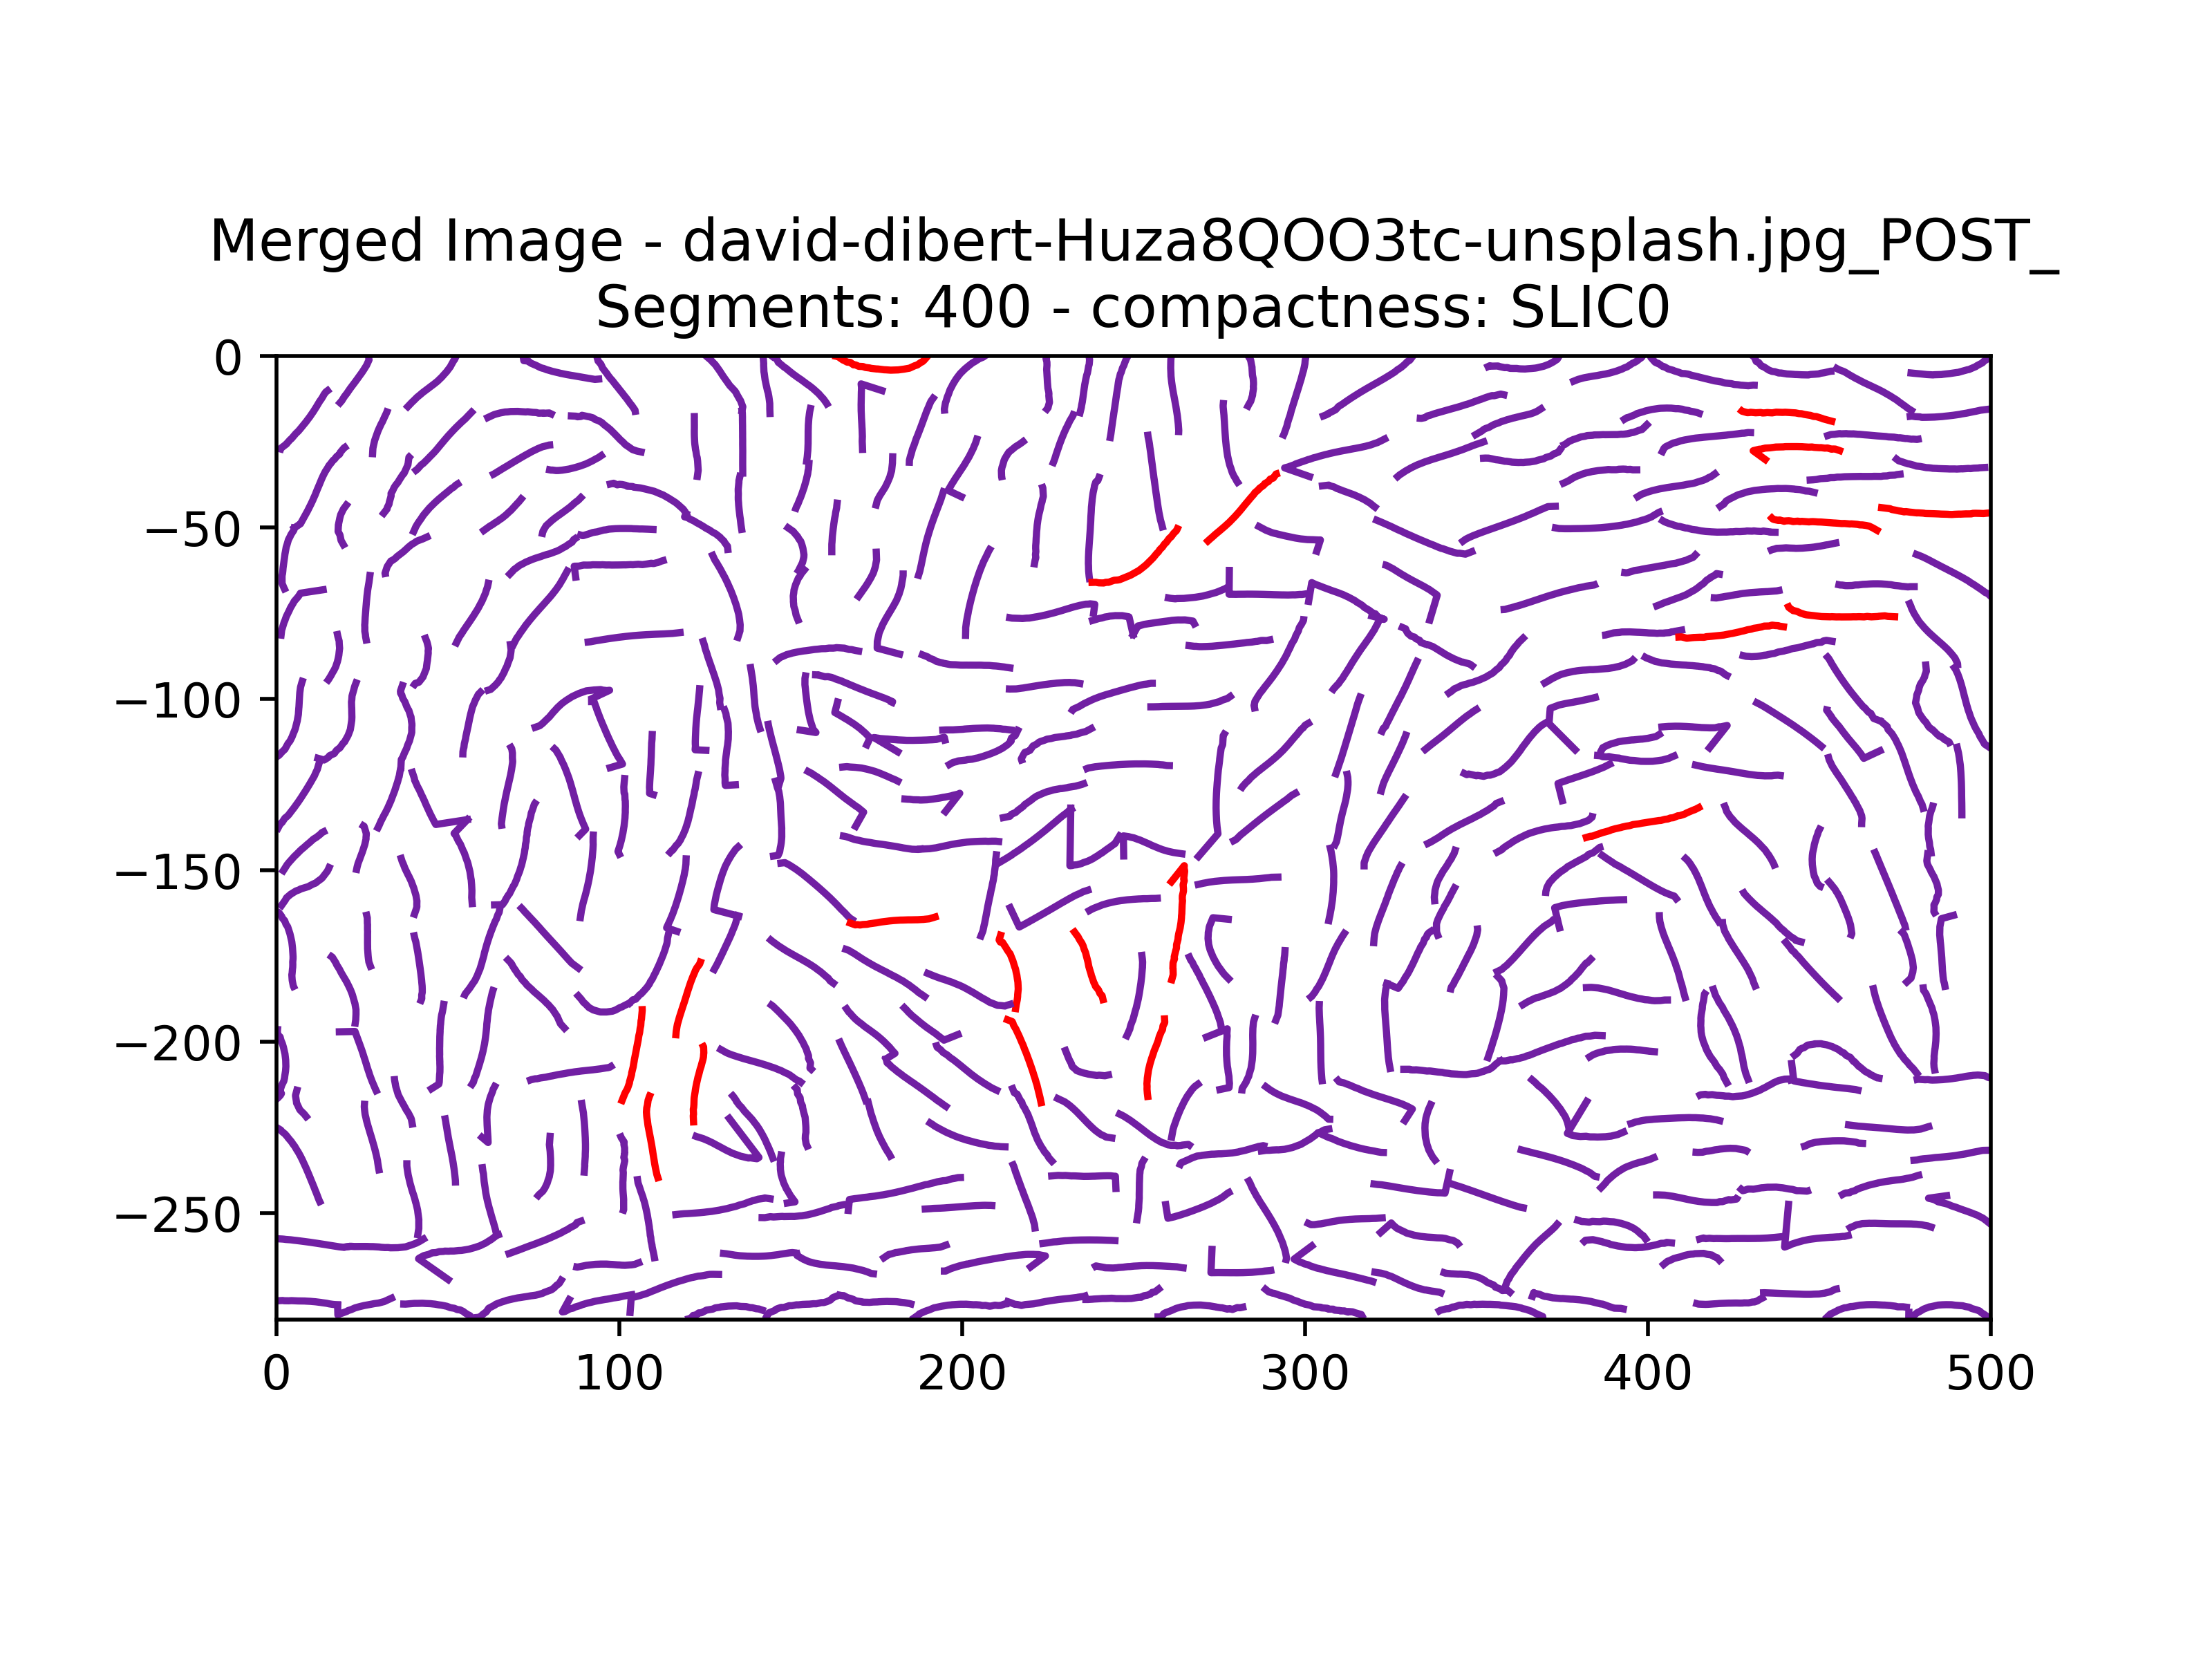 Merged Image - david-dibert-Huza8QOO3tc-unsplash.jpg_POST_
Segments: 400 - compactness: SLIC0
0
−50
−100
−150
−200
−250
0 100 200 300 400 500